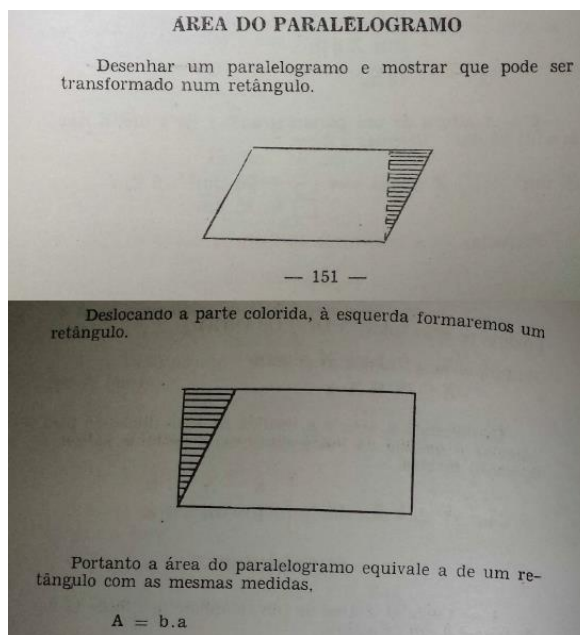 ÁREA DO PARALELOGRAMO
Desenhar um paralelogramo e mostrar que pode ser
transformado num retângulo.
— 151 —
Deslocando a parte colorida, à esquerda formaremos um
retângulo.
Portanto a área do paralelogramo equivale a de um re-
tângulo com as mesmas medidas,
A = b.a